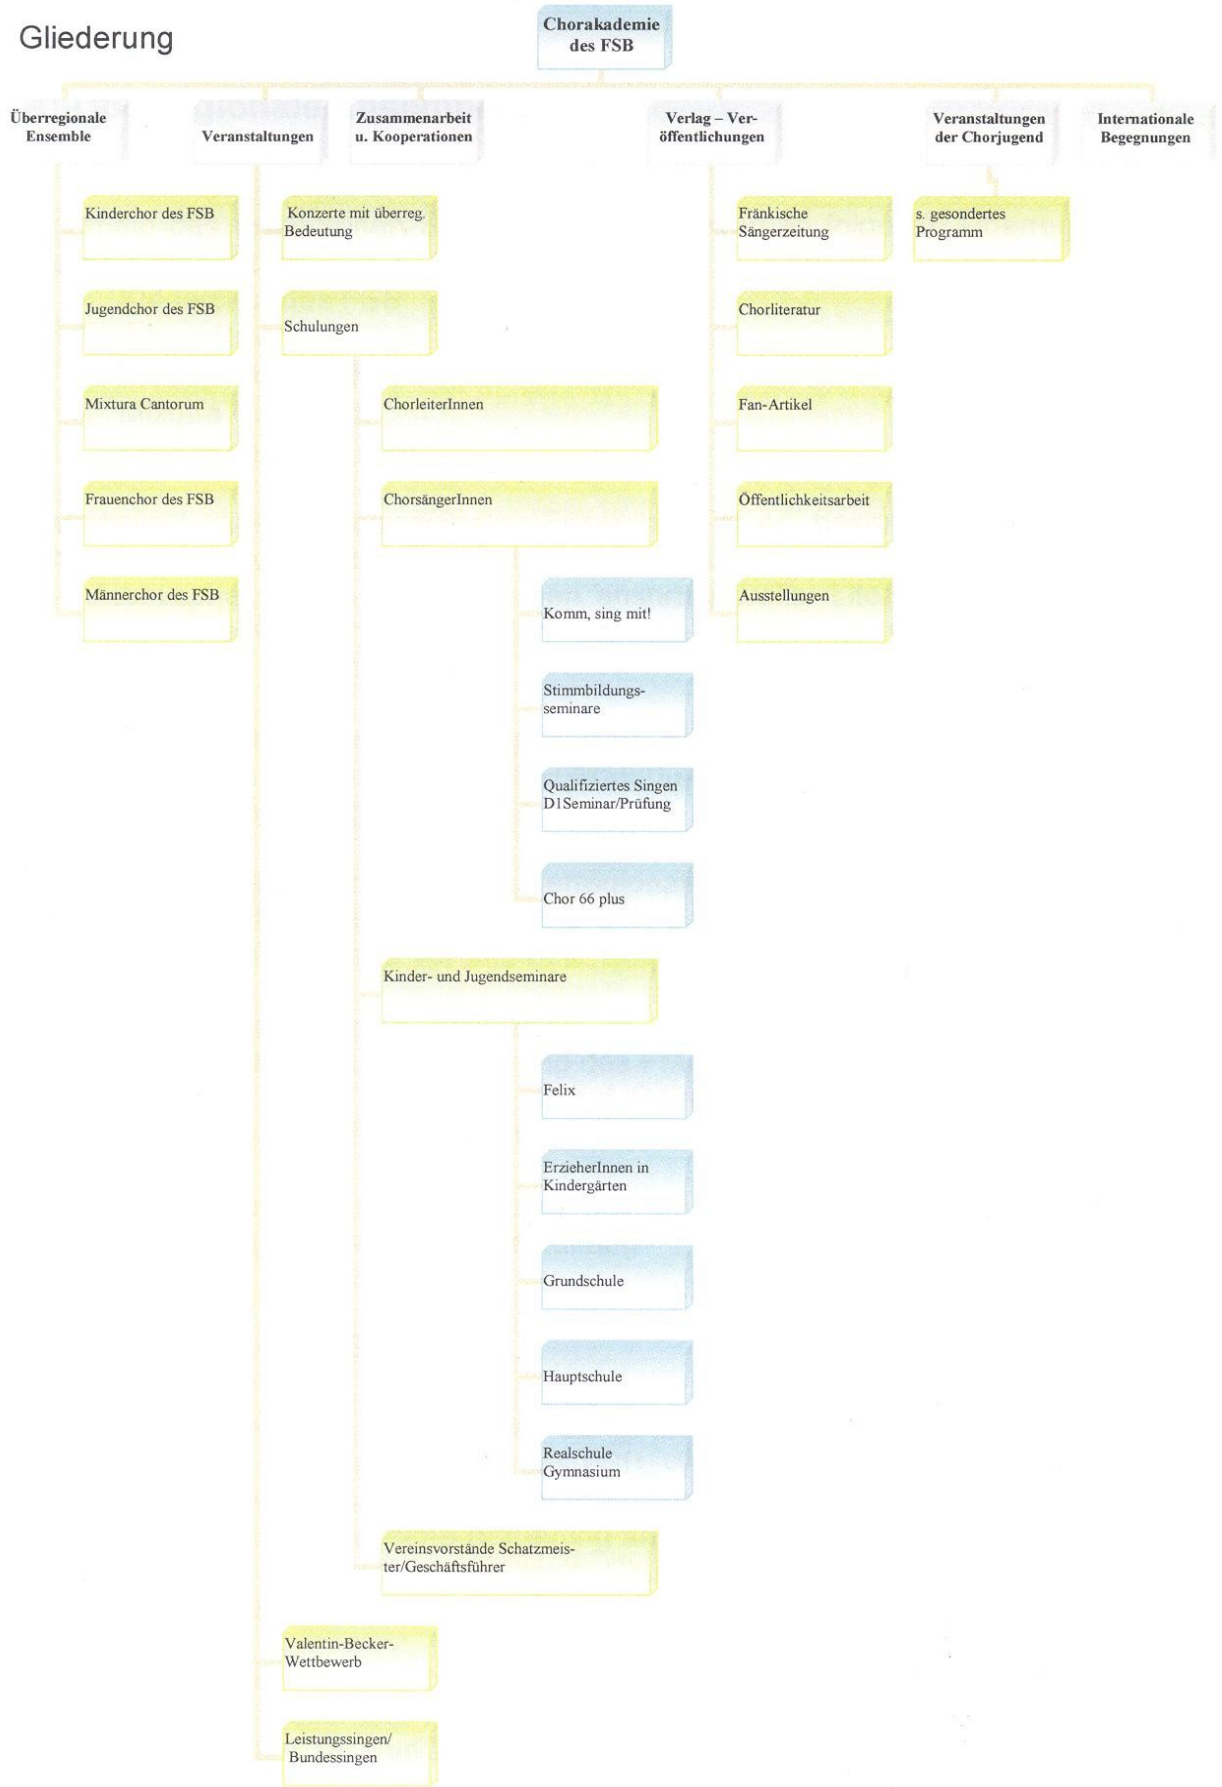 Gliederung
Chorakademie
des FSB
Überregionale
Ensemble
Veranstaltungen
Zusammenarbeit
u. Kooperationen
Verlag – Ver-
öffentlichungen
Veranstaltungen
der Chorjugend
Internationale
Begegnungen
Kinderchor des FSB
Jugendchor des FSB
Mixtura Cantorum
Frauenchor des FSB
Männerchor des FSB
Konzerte mit überreg.
Bedeutung
Schulungen
ChorleiterInnen
ChorsängerInnen
Komm, sing mit!
Stimmbildungs-
seminare
Qualifiziertes Singen
D1Seminar/Prüfung
Chor 66 plus
Kinder- und Jugendseminare
Felix
ErzieherInnen in
Kindergärten
Grundschule
Hauptschule
Realschule
Gymnasium
Vereinsvorstände Schatzmeis-
ter/Geschäftsführer
Valentin-Becker-
Wettbewerb
Leistungssingen/
Bundessingen
Fränkische
Sängerzeitung
Chorliteratur
Fan-Artikel
Öffentlichkeitsarbeit
Ausstellungen
s. gesondertes
Programm